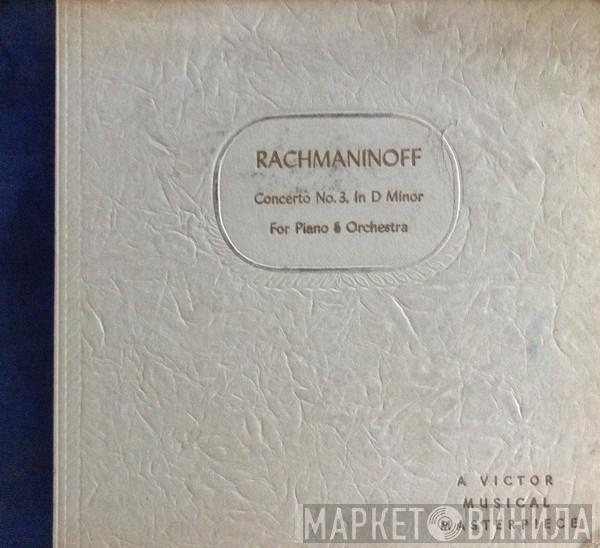 RACHMANINOFF
Concerto No. 3, In D Minor
For Piano & Orchestra
A VICTOR
MUSICAL
MASTERPIECE
МАРКЕТ ВИНИЛА